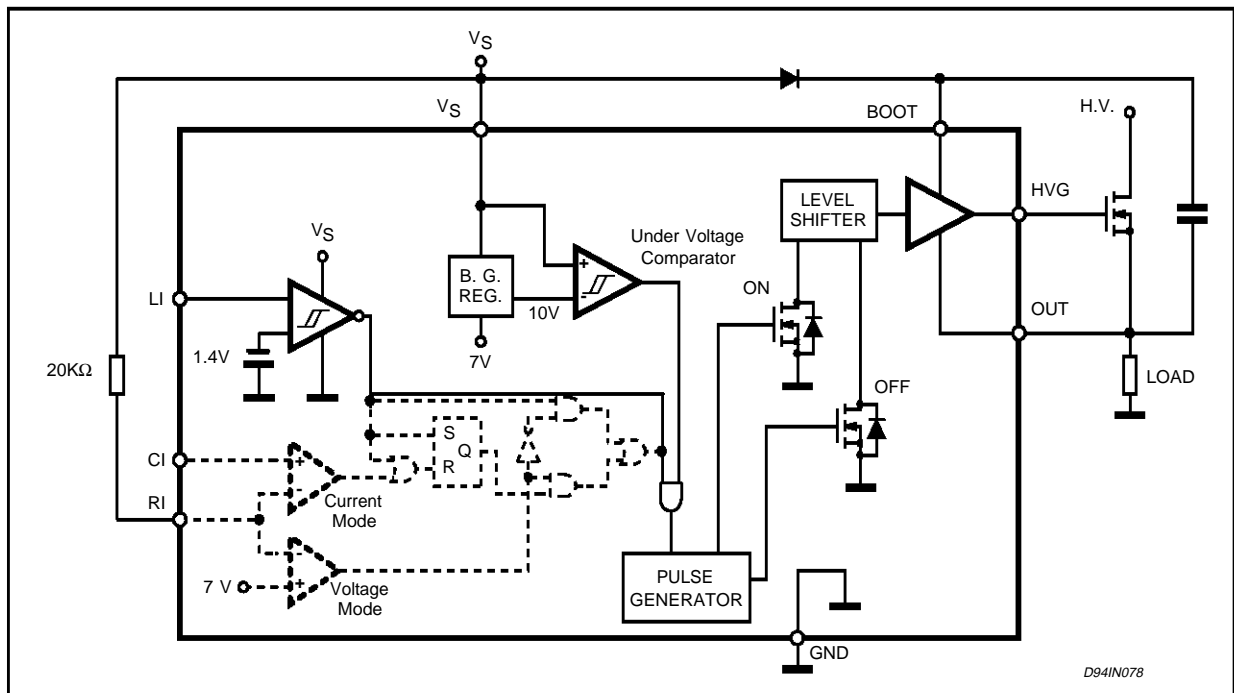 VS
VS
BOOT
H.V.
HVG
LEVEL
SHIFTER
VS
Under Voltage
Comparator
+
-
B. G.
REG.
10V
ON
LI
1.4V
7V
OUT
20KΩ
OFF
LOAD
S
Q
R
CI
+
-
Current
Mode
RI
-
+
7 V
Voltage
Mode
PULSE
GENERATOR
GND
D94IN078